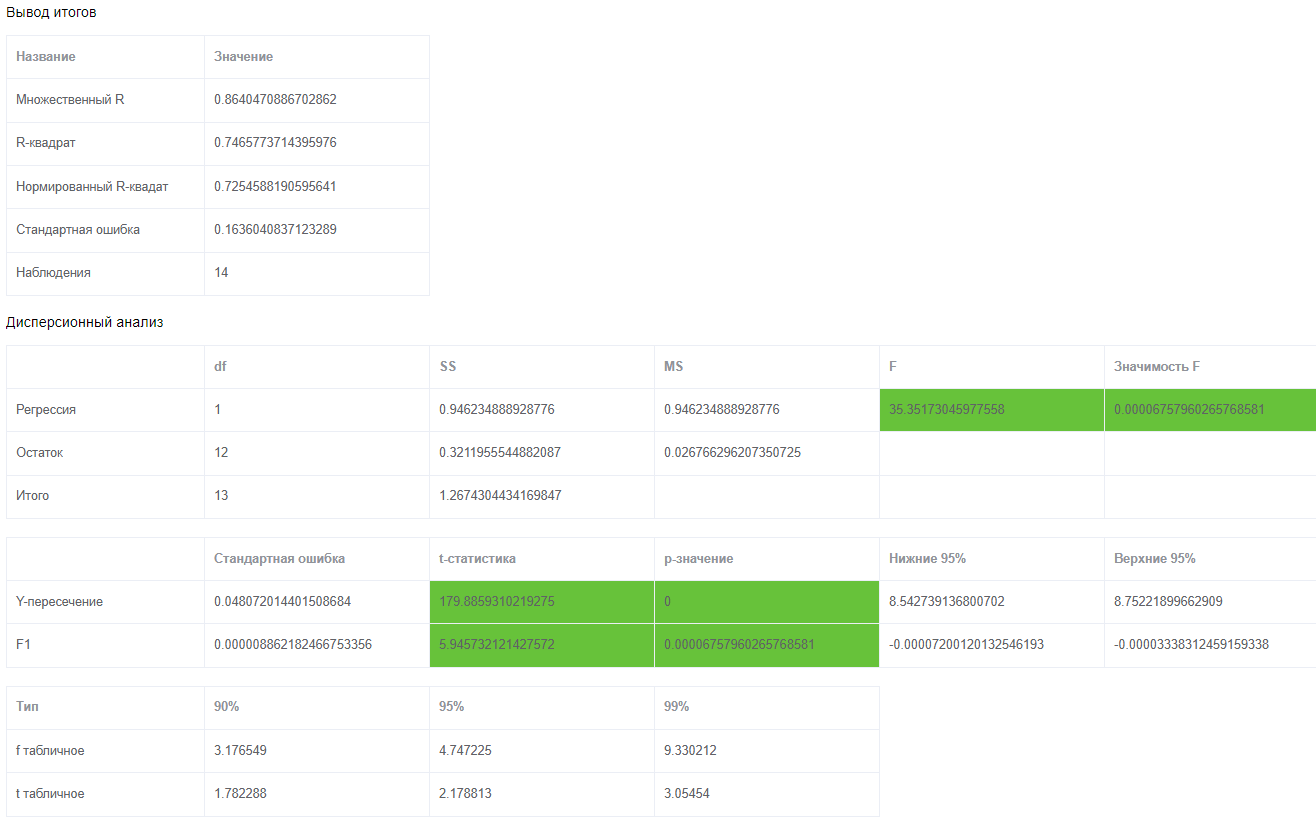 Вывод итогов
Название Значение
Множественный R 0.8640470886702862
R-квадрат 0.7465773714395976
Нормированный R-квадат 0.7254588190595641
Стандартная ошибка 0.1636040837123289
Наблюдения 14
Дисперсионный анализ
df SS MS F Значимость F
Регрессия 1 0.946234888928776 0.946234888928776 35.35173045977558 0.00006757960265768581
Остаток 12 0.3211955544882087 0.026766296207350725
Итого 13 1.2674304434169847
Стандартная ошибка t-статистика p-значение Нижние 95% Верхние 95%
Y-пересечение 0.048072014401508684 179.8859310219275 0 8.542739136800702 8.75221899662909
F1 0.000008862182466753356 5.945732121427572 0.00006757960265768581 -0.00007200120132546193 -0.00003338312459159338
Тип 90% 95% 99%
f табличное 3.176549 4.747225 9.330212
t табличное 1.782288 2.178813 3.05454